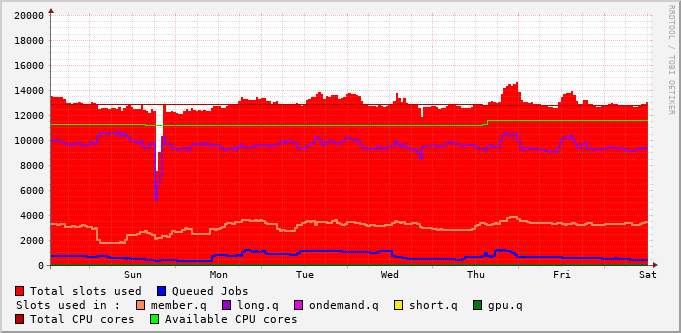 20000
18000
16000
14000
12000
10000
8000
6000
4000
2000
0
Sun Mon Tue Wed Thu Fri Sat
Total slots used Queued Jobs
Slots used in : member.q long.q ondemand.q short.q gpu.q
Total CPU cores Available CPU cores
RRDTOOL / TOBI OETIKER